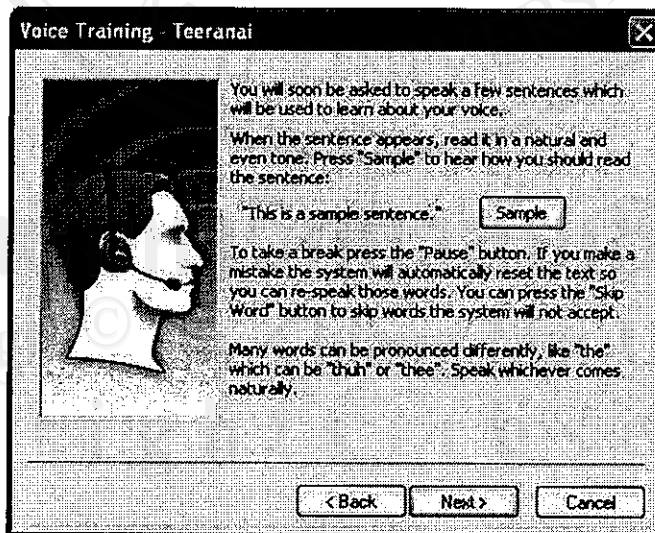 Voice Training - Teeranai
You will soon be asked to speak a few sentences which
will be used to learn about your voice.
When the sentence appears, read it in a natural and
even tone. Press "Sample" to hear how you should read
the sentence:
"This is a sample sentence."
Sample
To take a break press the "Pause" button. If you make a
mistake the system will automatically reset the text so
you can re-speak those words. You can press the "Skip
Word" button to skip words the system will not accept.
Many words can be pronounced differently, like "the"
which can be "thuh" or "thee". Speak whichever comes
naturally.
< Back
Next >
Cancel